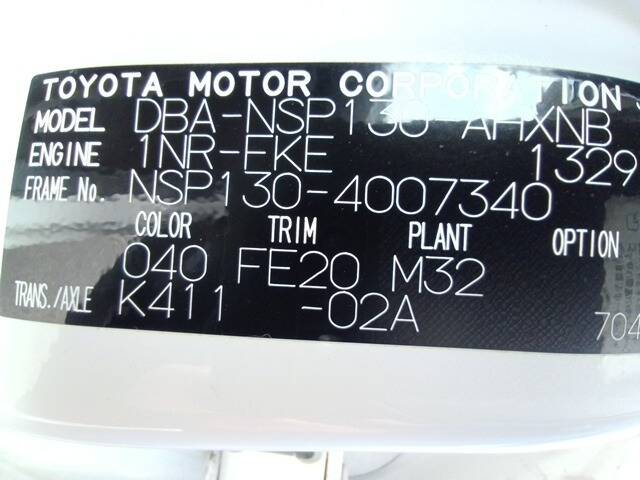 TOYOTA MOTOR CORPORATION
MODEL DBA-NSP130-AHXNB
ENGINE 1NR-FKE 1329
FRAME No. NSP130-4007340
COLOR TRIM PLANT OPTION
040 FE20 M32
TRANS./AXLE K411 -02A
704